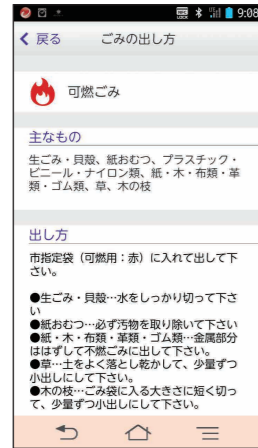 9:08
戻る ごみの出し方
可燃ごみ
主なもの
生ごみ・貝殻、紙おむつ、プラスチック・
ビニール・ナイロン類、紙・木・布類・革
類・ゴム類、草、木の枝
出し方
市指定袋（可燃用：赤）に入れて出して下
さい。
●生ごみ・貝殻…水をしっかり切って下さ
い
●紙おむつ…必ず汚物を取り除いて下さい
●紙・木・布類・革類・ゴム類…金属部分
ははずして不燃ごみに出して下さい。
●草…土をよく落とし乾かして、少量ずつ
小出しにして下さい。
●木の枝…ごみ袋に入る大きさに短く切っ
て、少量ずつ小出しにして下さい。